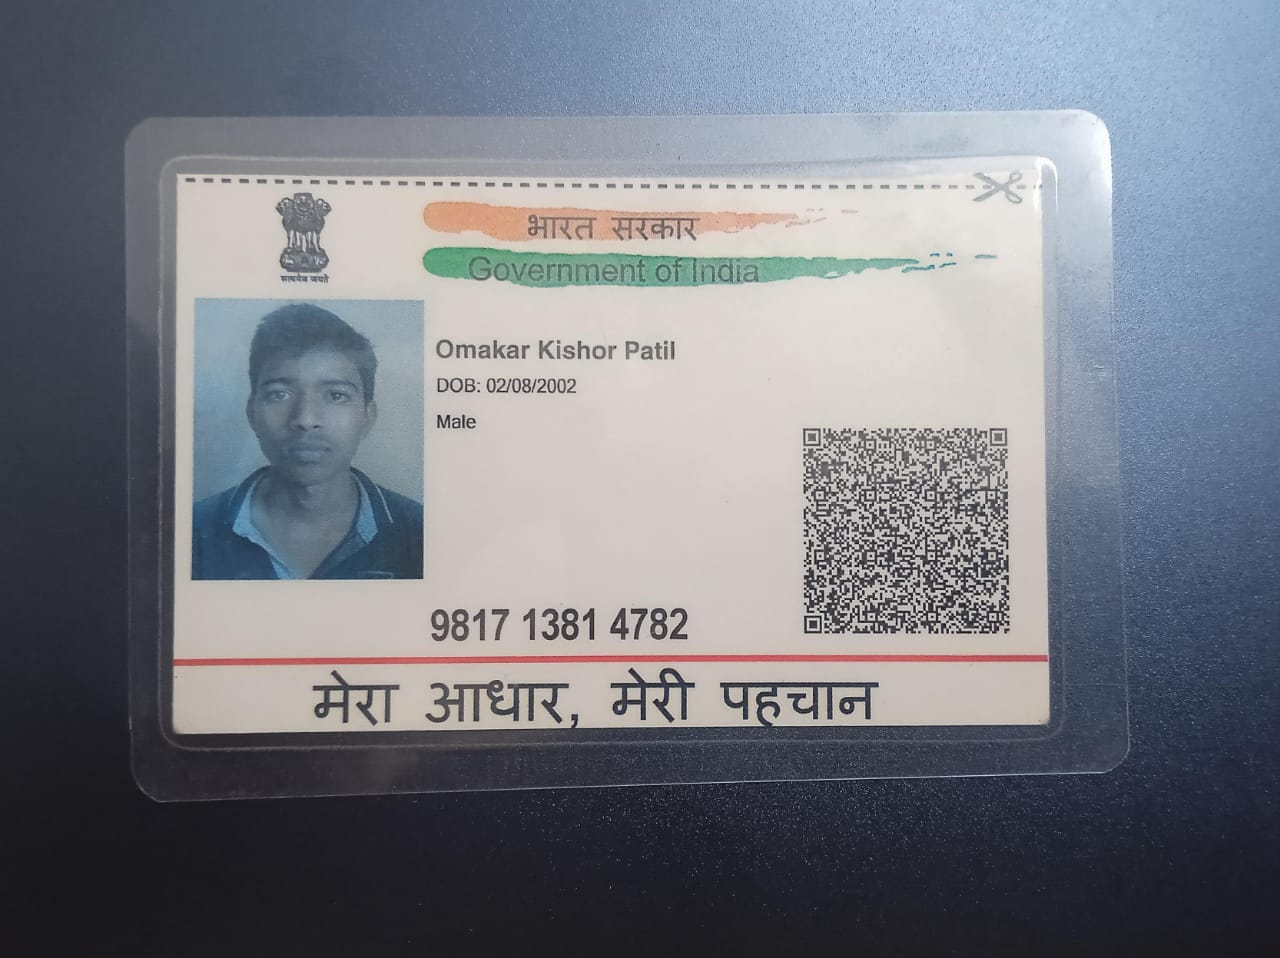 सत्यमेव जयते
भारत सरकार
Government of India
Omakar Kishor Patil
DOB: 02/08/2002
Male
9817 1381 4782
मेरा आधार, मेरी पहचान